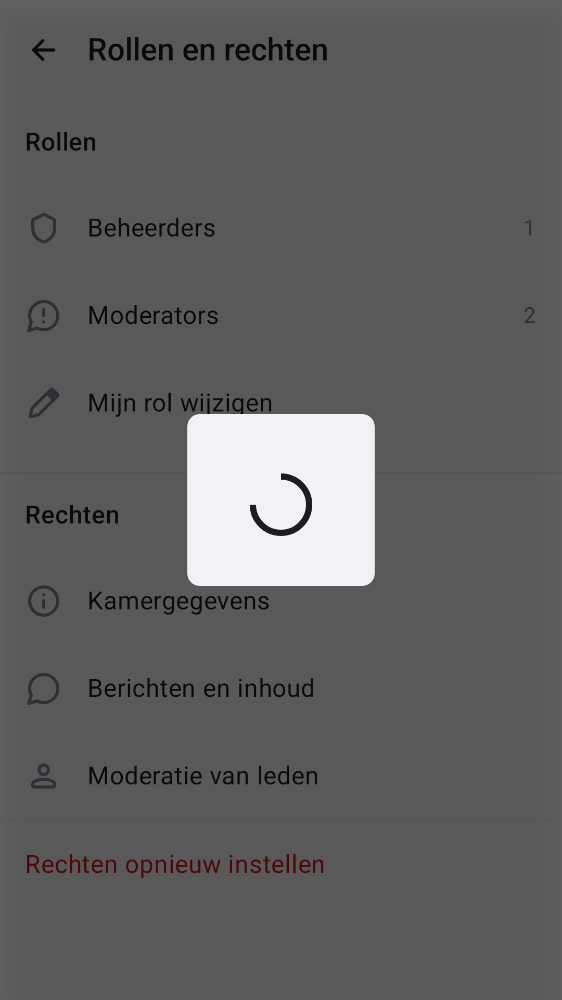 Rollen en rechten
Rollen
Beheerders 1
Moderators 2
Mijn rol wijzigen
Rechten
Kamergegevens
Berichten en inhoud
Moderatie van leden
Rechten opnieuw instellen